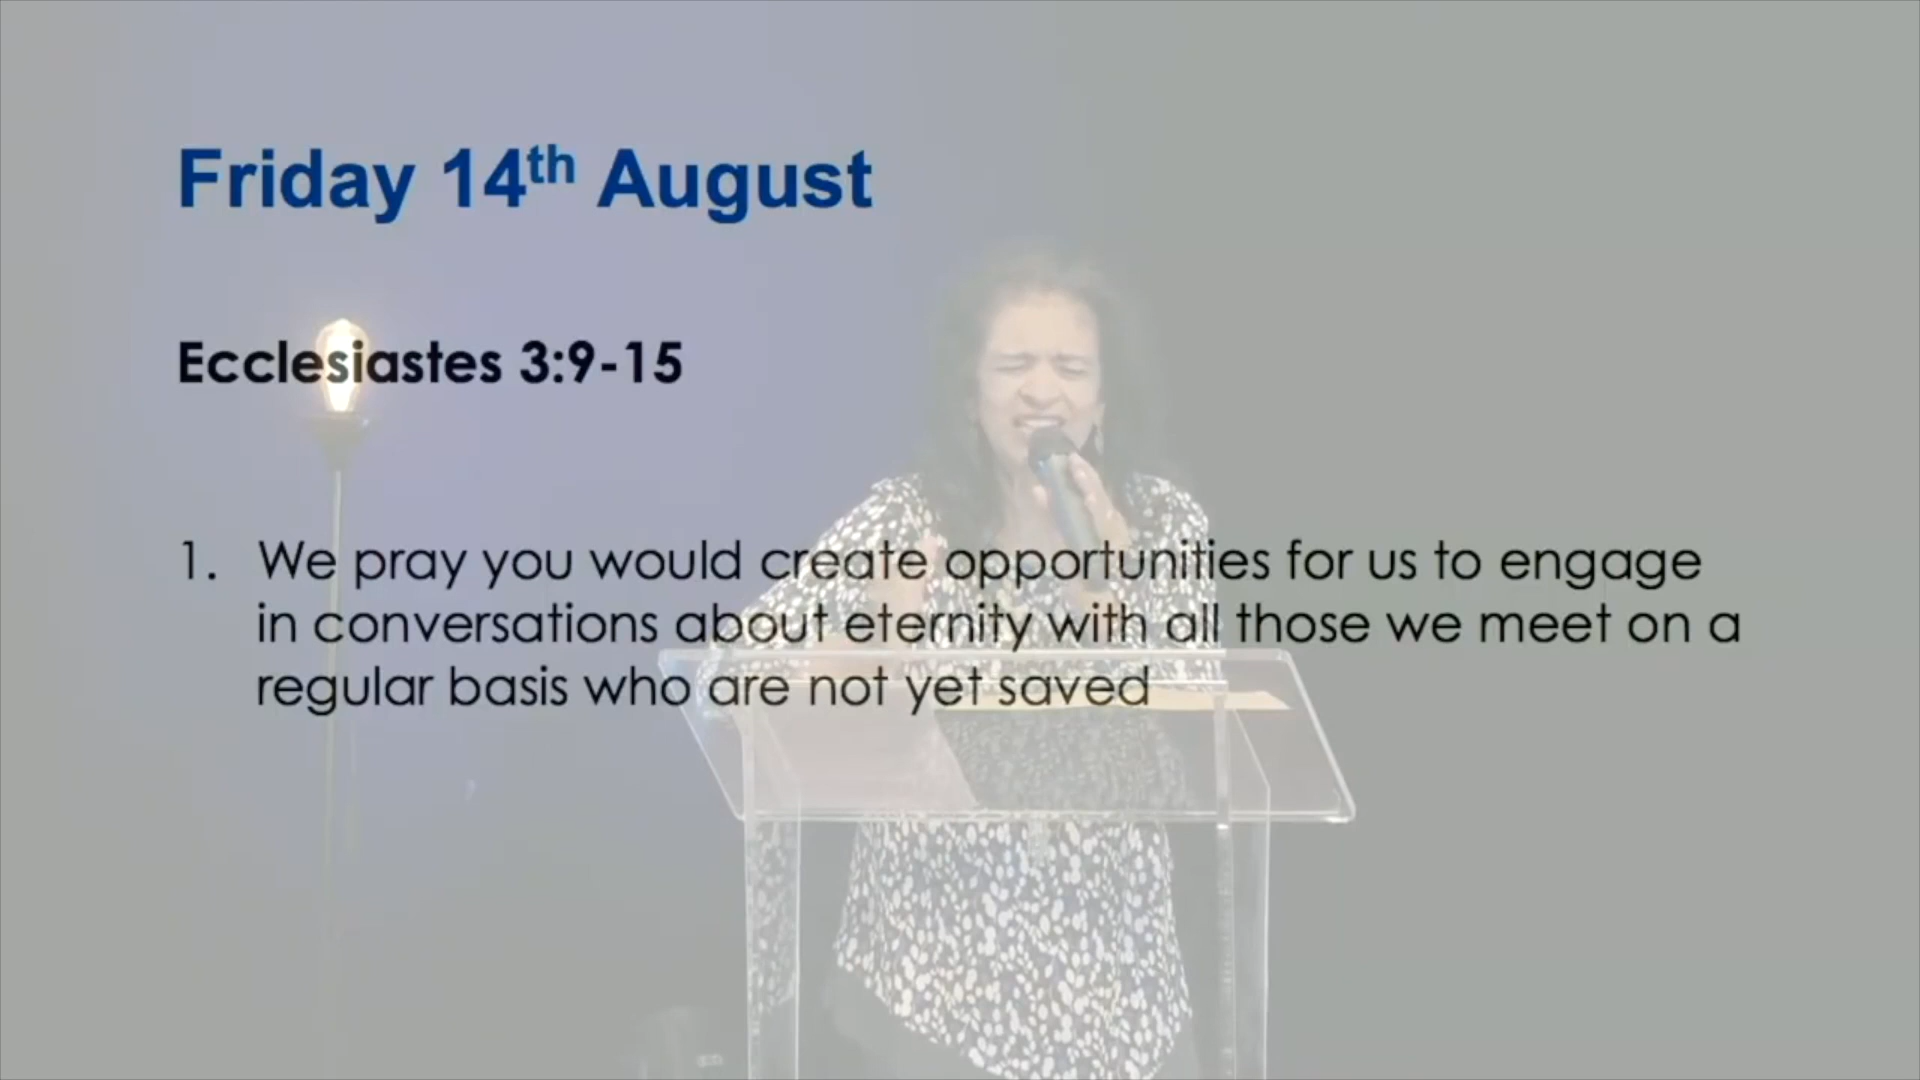 Friday 14th August
Ecclesiastes 3:9-15
1. We pray you would create opportunities for us to engage
in conversations about eternity with all those we meet on a
regular basis who are not yet saved